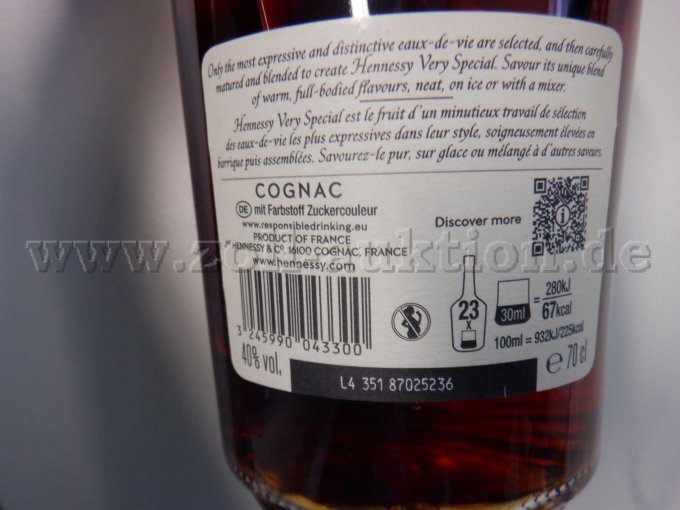 Only the most expressive and distinctive eaux-de-vie are selected, and then carefully
matured and blended to create Hennessy Very Special. Savour its unique blend
of warm, full-bodied flavours, neat, on ice or with a mixer.
Hennessy Very Special est le fruit d'un minutieux travail de sélection
des eaux-de-vie les plus expressives dans leur style, soigneusement élevées en
barrique puis assemblées. Savourez-le pur, sur glace ou mélangé à d'autres saveurs.
COGNAC
DE mit Farbstoff Zuckercouleur
www.responsibledrinking.eu
PRODUCT OF FRANCE
JAS HENNESSY & CO, 16100 COGNAC, FRANCE
www.hennessy.com
Discover more
www.zoll-auktion.de
23
x
30ml
= 280kJ
67kcal
100ml = 932kJ/225kcal
3 245990 043300
40% vol.
e 70 cl
L4 351 87025236